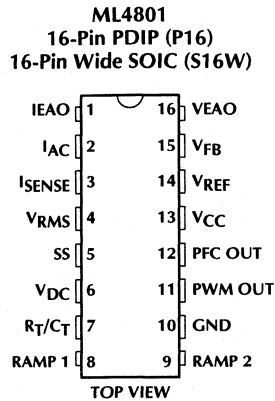 ML4801
16-Pin PDIP (P16)
16-Pin Wide SOIC (S16W)
IEAO 1 16 VEAO
IAC 2 15 VFB
ISENSE 3 14 VREF
VRMS 4 13 VCC
SS 5 12 PFC OUT
VDC 6 11 PWM OUT
RT/CT 7 10 GND
RAMP 1 8 9 RAMP 2
TOP VIEW